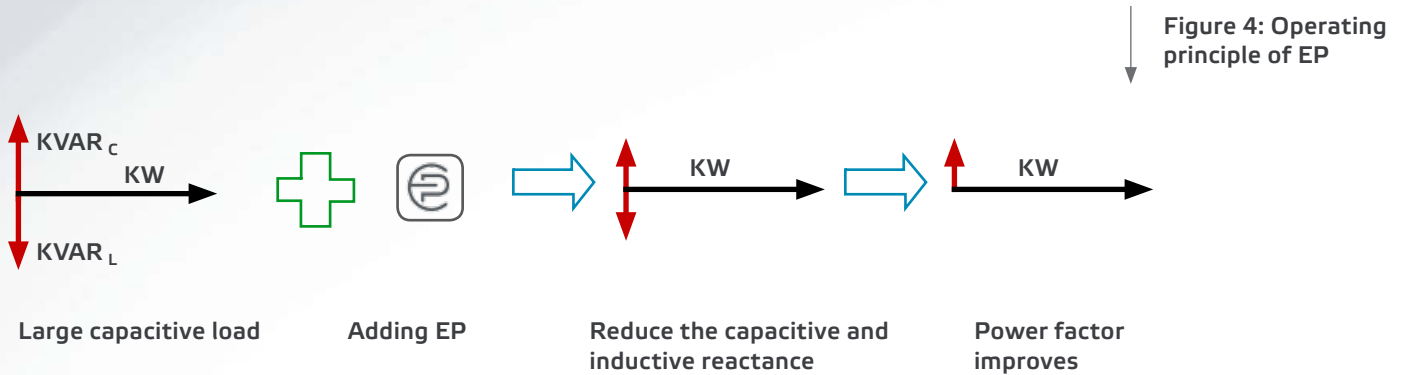 Figure 4: Operating
principle of EP
KVAR C
KW
KVAR L
KW
KW
Large capacitive load
Adding EP
Reduce the capacitive and
inductive reactance
Power factor
improves